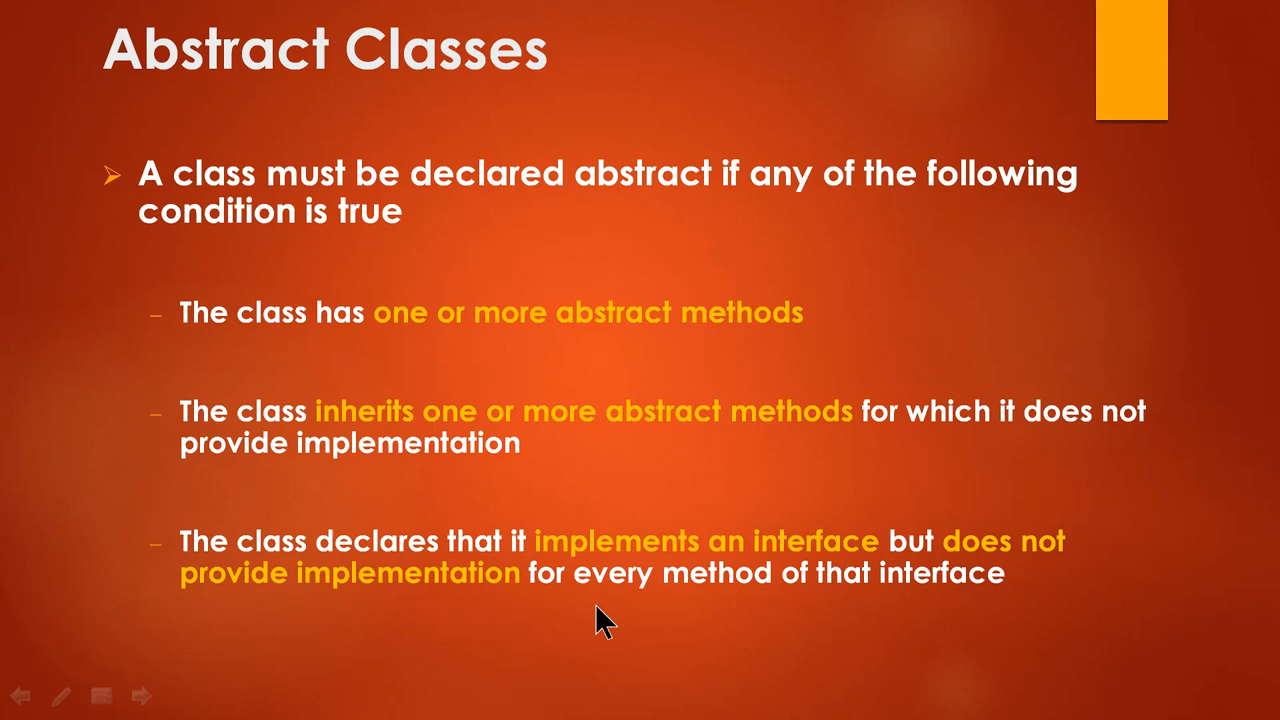 Abstract Classes
➢ A class must be declared abstract if any of the following
condition is true
– The class has one or more abstract methods
– The class inherits one or more abstract methods for which it does not
provide implementation
– The class declares that it implements an interface but does not
provide implementation for every method of that interface